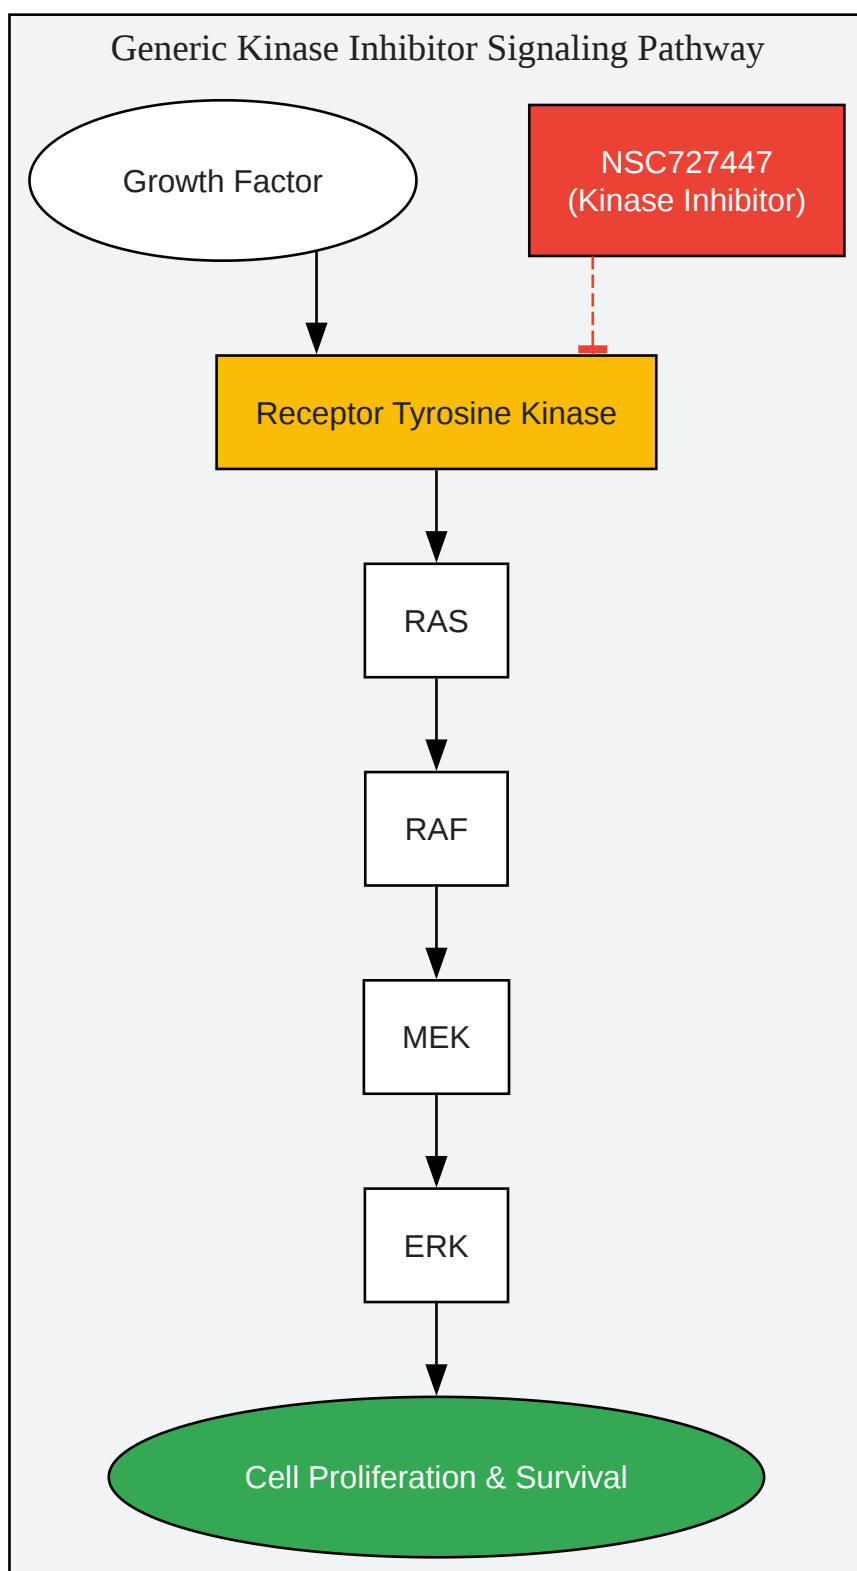 Generic Kinase Inhibitor Signaling Pathway
Growth Factor
NSC727447
(Kinase Inhibitor)
Receptor Tyrosine Kinase
RAS
RAF
MEK
ERK
Cell Proliferation & Survival